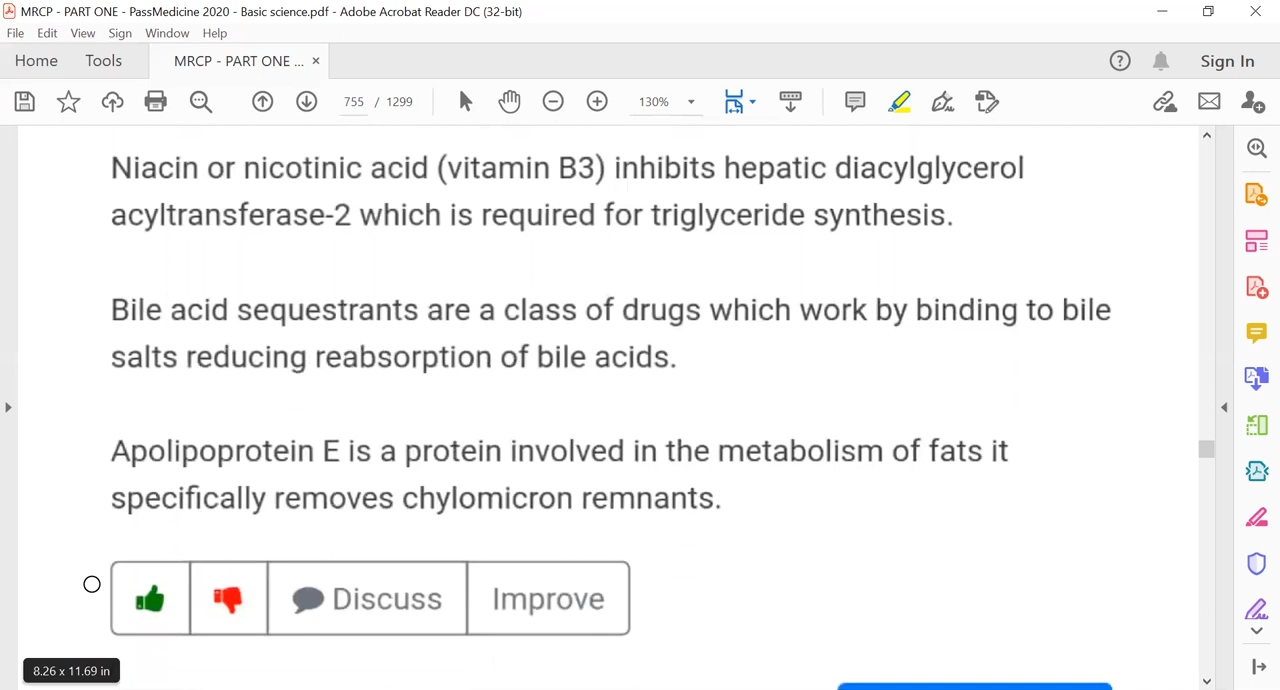 MRCP - PART ONE - PassMedicine 2020 - Basic science.pdf - Adobe Acrobat Reader DC (32-bit)
File Edit View Sign Window Help
Home Tools MRCP - PART ONE ... × Sign In
755 / 1299 130%
Niacin or nicotinic acid (vitamin B3) inhibits hepatic diacylglycerol
acyltransferase-2 which is required for triglyceride synthesis.
Bile acid sequestrants are a class of drugs which work by binding to bile
salts reducing reabsorption of bile acids.
Apolipoprotein E is a protein involved in the metabolism of fats it
specifically removes chylomicron remnants.
Discuss Improve
8.26 x 11.69 in